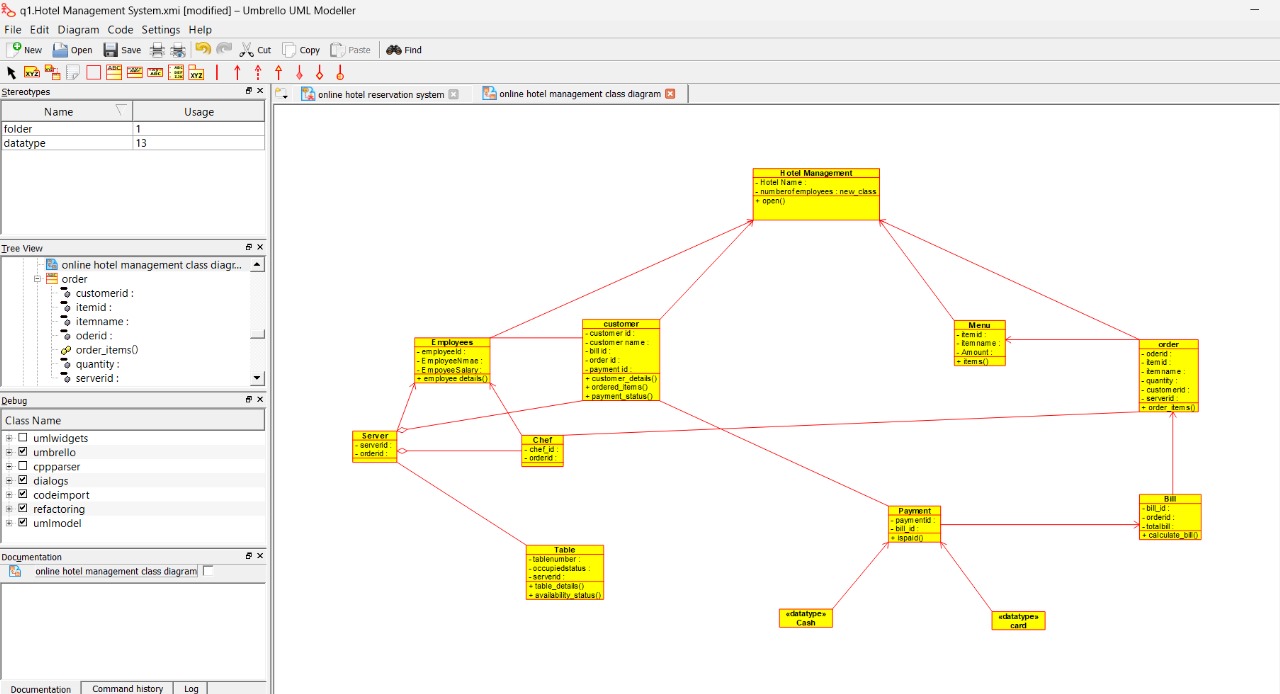 q1.Hotel Management System.xmi [modified] – Umbrello UML Modeller
File Edit Diagram Code Settings Help
New Open Save Cut Copy Paste Find
Stereotypes
Name Usage
folder 1
datatype 13
Tree View
online hotel management class diagr...
order
customerid :
itemid :
itemname :
oderid :
order_items()
quantity :
serverid :
Debug
Class Name
umlwidgets
umbrello
cppparser
dialogs
codeimport
refactoring
umlmodel
Documentation
online hotel management class diagram
Documentation Command history Log
online hotel reservation system
online hotel management class diagram
Hotel Management
- Hotel Name :
- numberofemployees : new_class
+ open()
Employees
- employeeId :
- EmployeeNmae :
- EmpoyeeSalary :
+ employee details()
customer
- customer id :
- customer name :
- bill id :
- order id :
- payment id :
+ customer_details()
+ ordered_items()
+ payment_status()
Menu
- itemid :
- itemname :
- Amount :
+ items()
order
- oderid :
- itemid :
- itemname :
- quantity :
- customerid :
- serverid :
+ order_items()
Server
- serverid :
- orderid :
Chef
- chef_id :
- orderid :
Payment
- paymentid :
- bill_id :
+ ispaid()
Bill
- bill_id :
- orderid :
- totalbill :
+ calculate_bill()
Table
- tablenumber :
- occupiedstatus :
- serverid :
+ table_details()
+ availability_status()
«datatype»
Cash
«datatype»
card